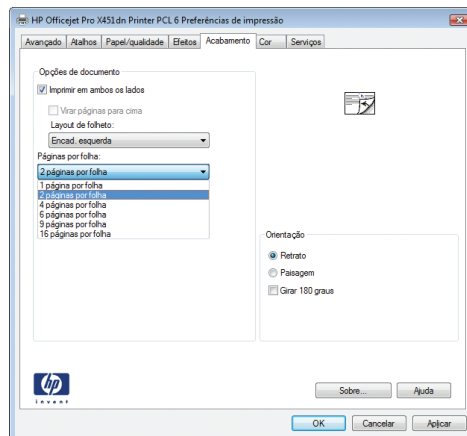 HP Officejet Pro X451dn Printer PCL 6 Preferências de impressão
Avançado Atalhos Papel/qualidade Efeitos Acabamento Cor Serviços
Opções de documento
Imprimir em ambos os lados
Virar páginas para cima
Layout de folheto:
Encad. esquerda
Páginas por folha:
2 páginas por folha
1 página por folha
2 páginas por folha
4 páginas por folha
6 páginas por folha
9 páginas por folha
16 páginas por folha
Orientação
Retrato
Paisagem
Girar 180 graus
hp
invent
Sobre... Ajuda
OK Cancelar Aplicar